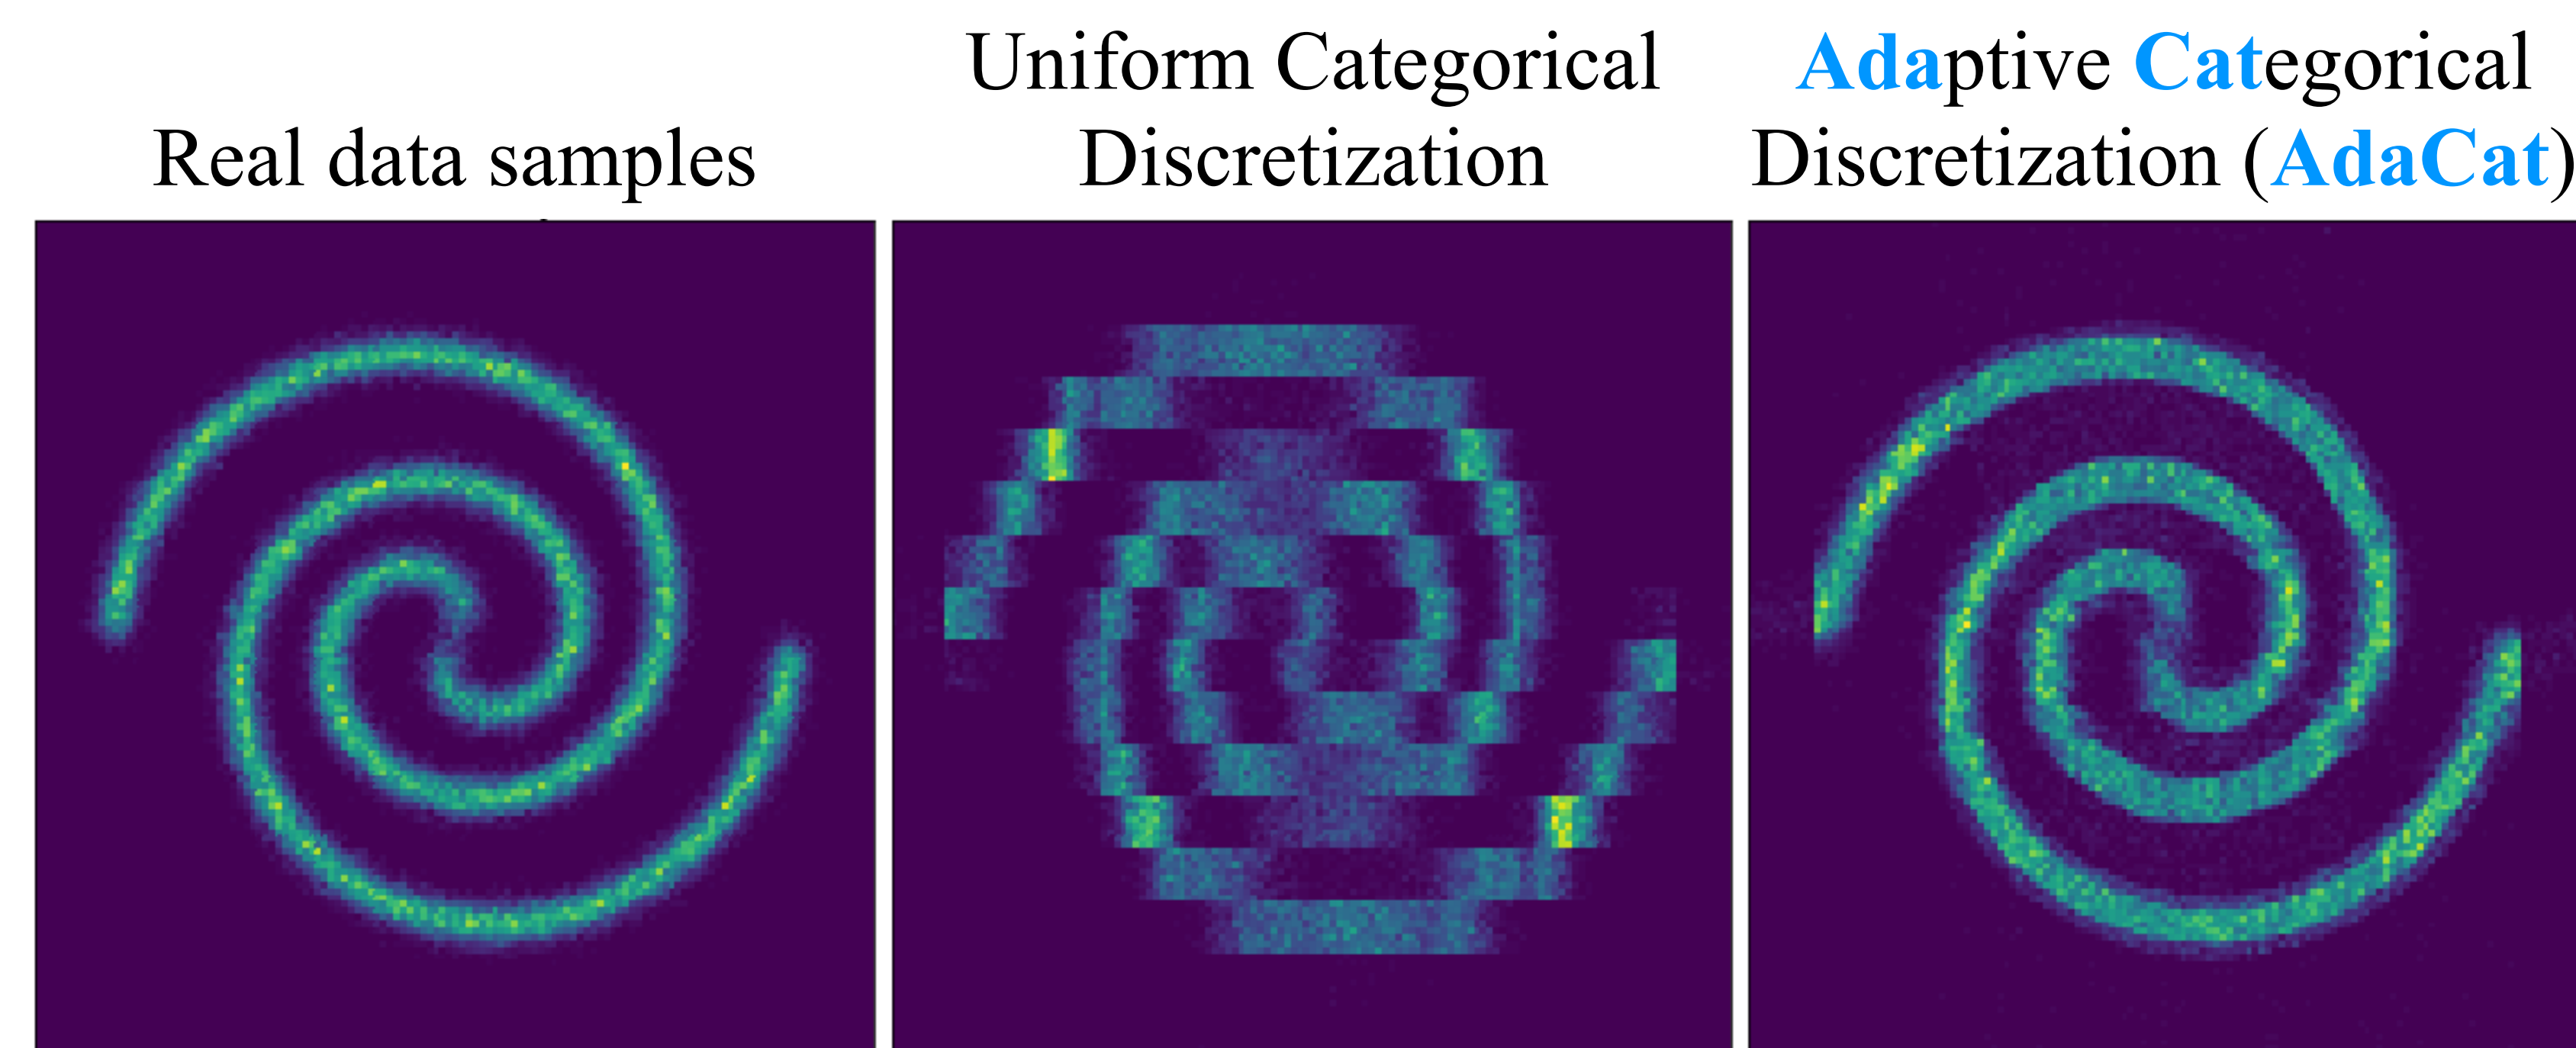 Real data samples
Uniform Categorical
Discretization
Adaptive Categorical
Discretization (AdaCat)